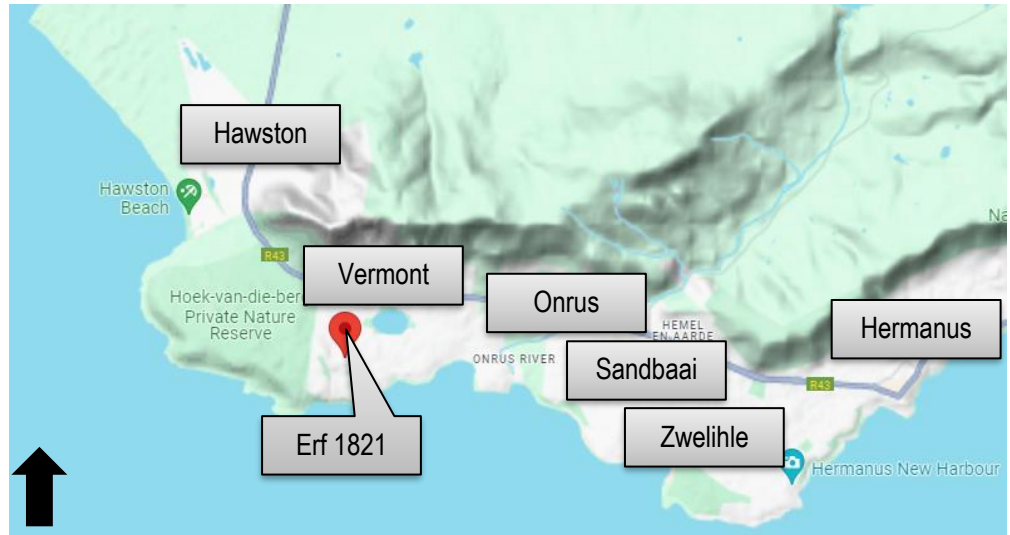 Hawston
Hawston
Beach
Na
R43
Vermont
Hoek-van-die-ber
Private Nature
Reserve
Onrus
HEMEL
EN AARDE
Hermanus
ONRUS RIVER
Sandbaai
R43
Erf 1821
Zwelihle
Hermanus New Harbour